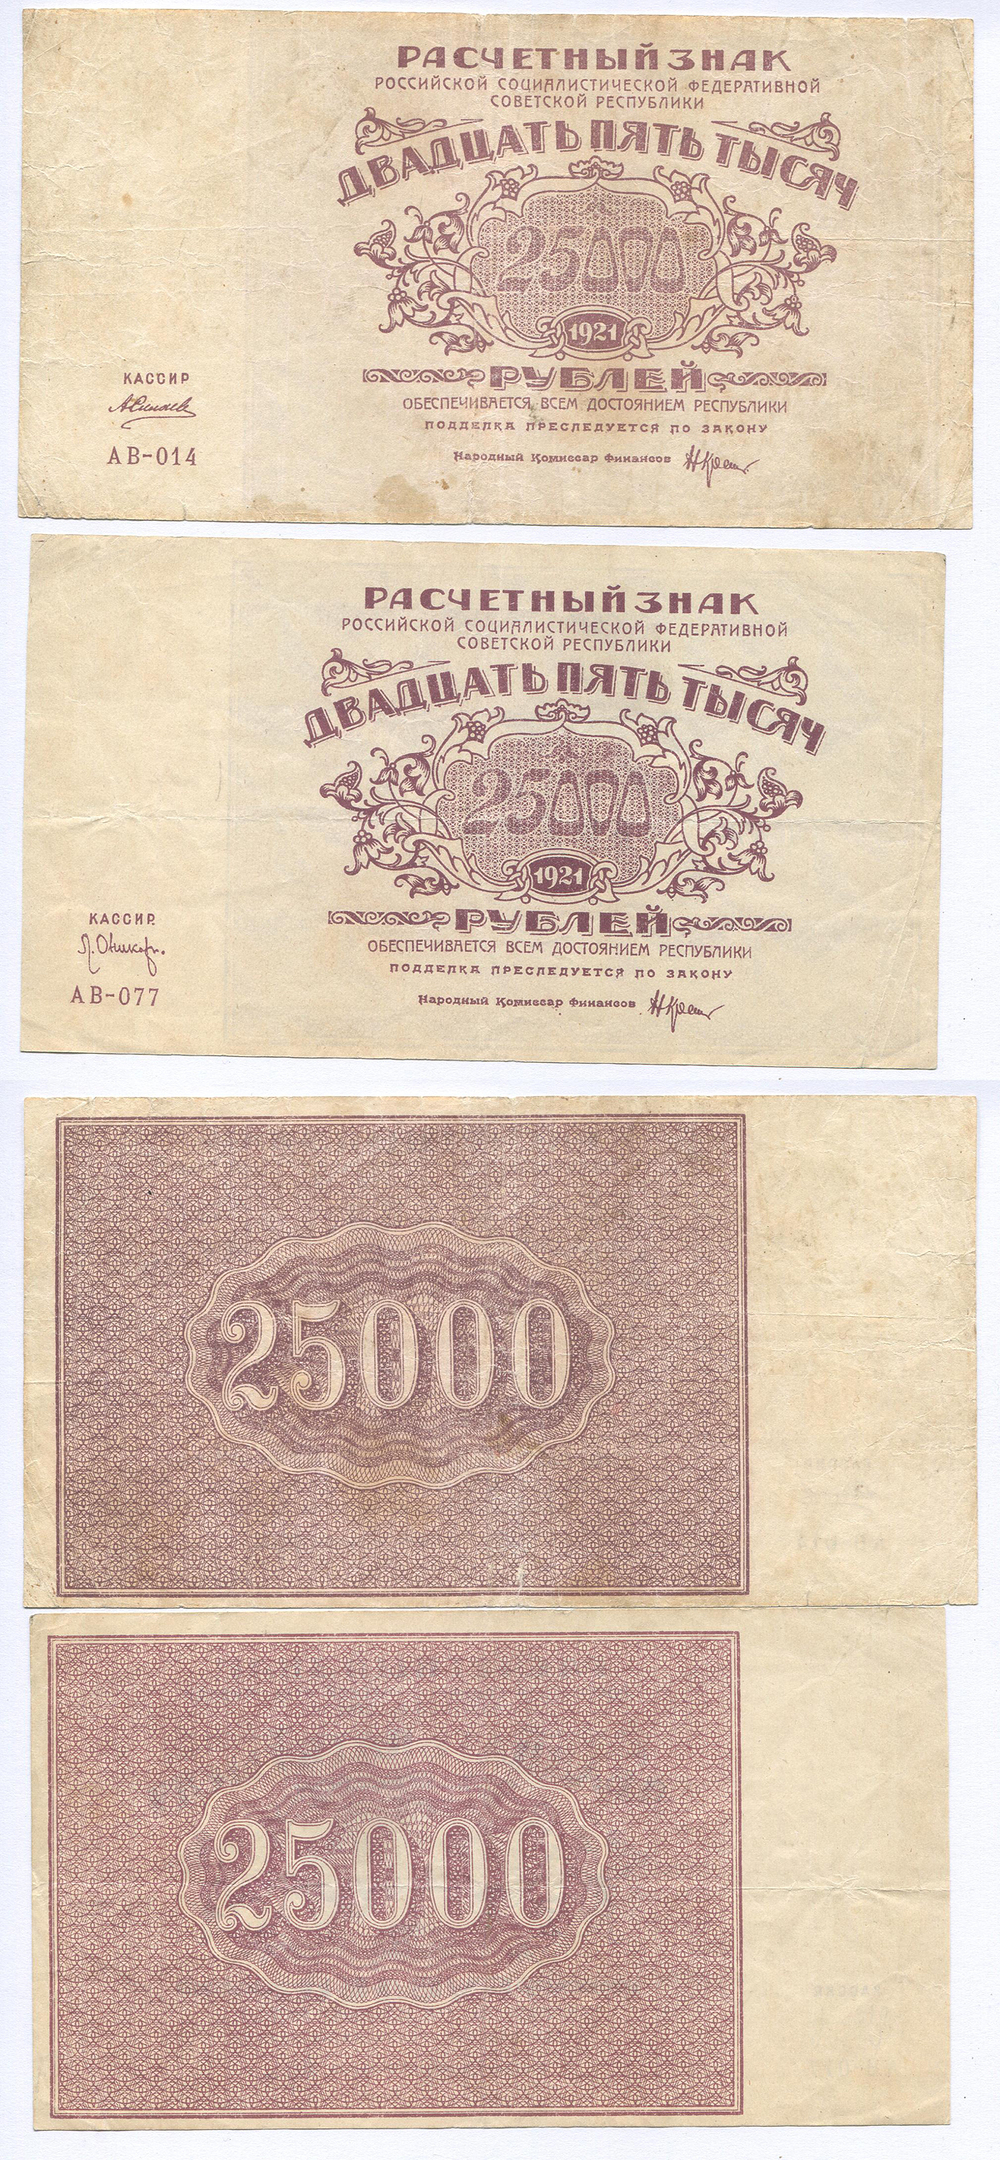 РАСЧЕТНЫЙ ЗНАК
РОССИЙСКОЙ СОЦИАЛИСТИЧЕСКОЙ ФЕДЕРАТИВНОЙ
СОВЕТСКОЙ РЕСПУБЛИКИ
ДВАДЦАТЬ ПЯТЬ ТЫСЯЧ
25000
1921
РУБЛЕЙ
ОБЕСПЕЧИВАЕТСЯ ВСЕМ ДОСТОЯНИЕМ РЕСПУБЛИКИ
ПОДДЕЛКА ПРЕСЛЕДУЕТСЯ ПО ЗАКОНУ
Народный Комиссар Финансов
КАССИР
АВ-014
РАСЧЕТНЫЙ ЗНАК
РОССИЙСКОЙ СОЦИАЛИСТИЧЕСКОЙ ФЕДЕРАТИВНОЙ
СОВЕТСКОЙ РЕСПУБЛИКИ
ДВАДЦАТЬ ПЯТЬ ТЫСЯЧ
25000
1921
РУБЛЕЙ
ОБЕСПЕЧИВАЕТСЯ ВСЕМ ДОСТОЯНИЕМ РЕСПУБЛИКИ
ПОДДЕЛКА ПРЕСЛЕДУЕТСЯ ПО ЗАКОНУ
Народный Комиссар Финансов
КАССИР
АВ-077
25000
25000